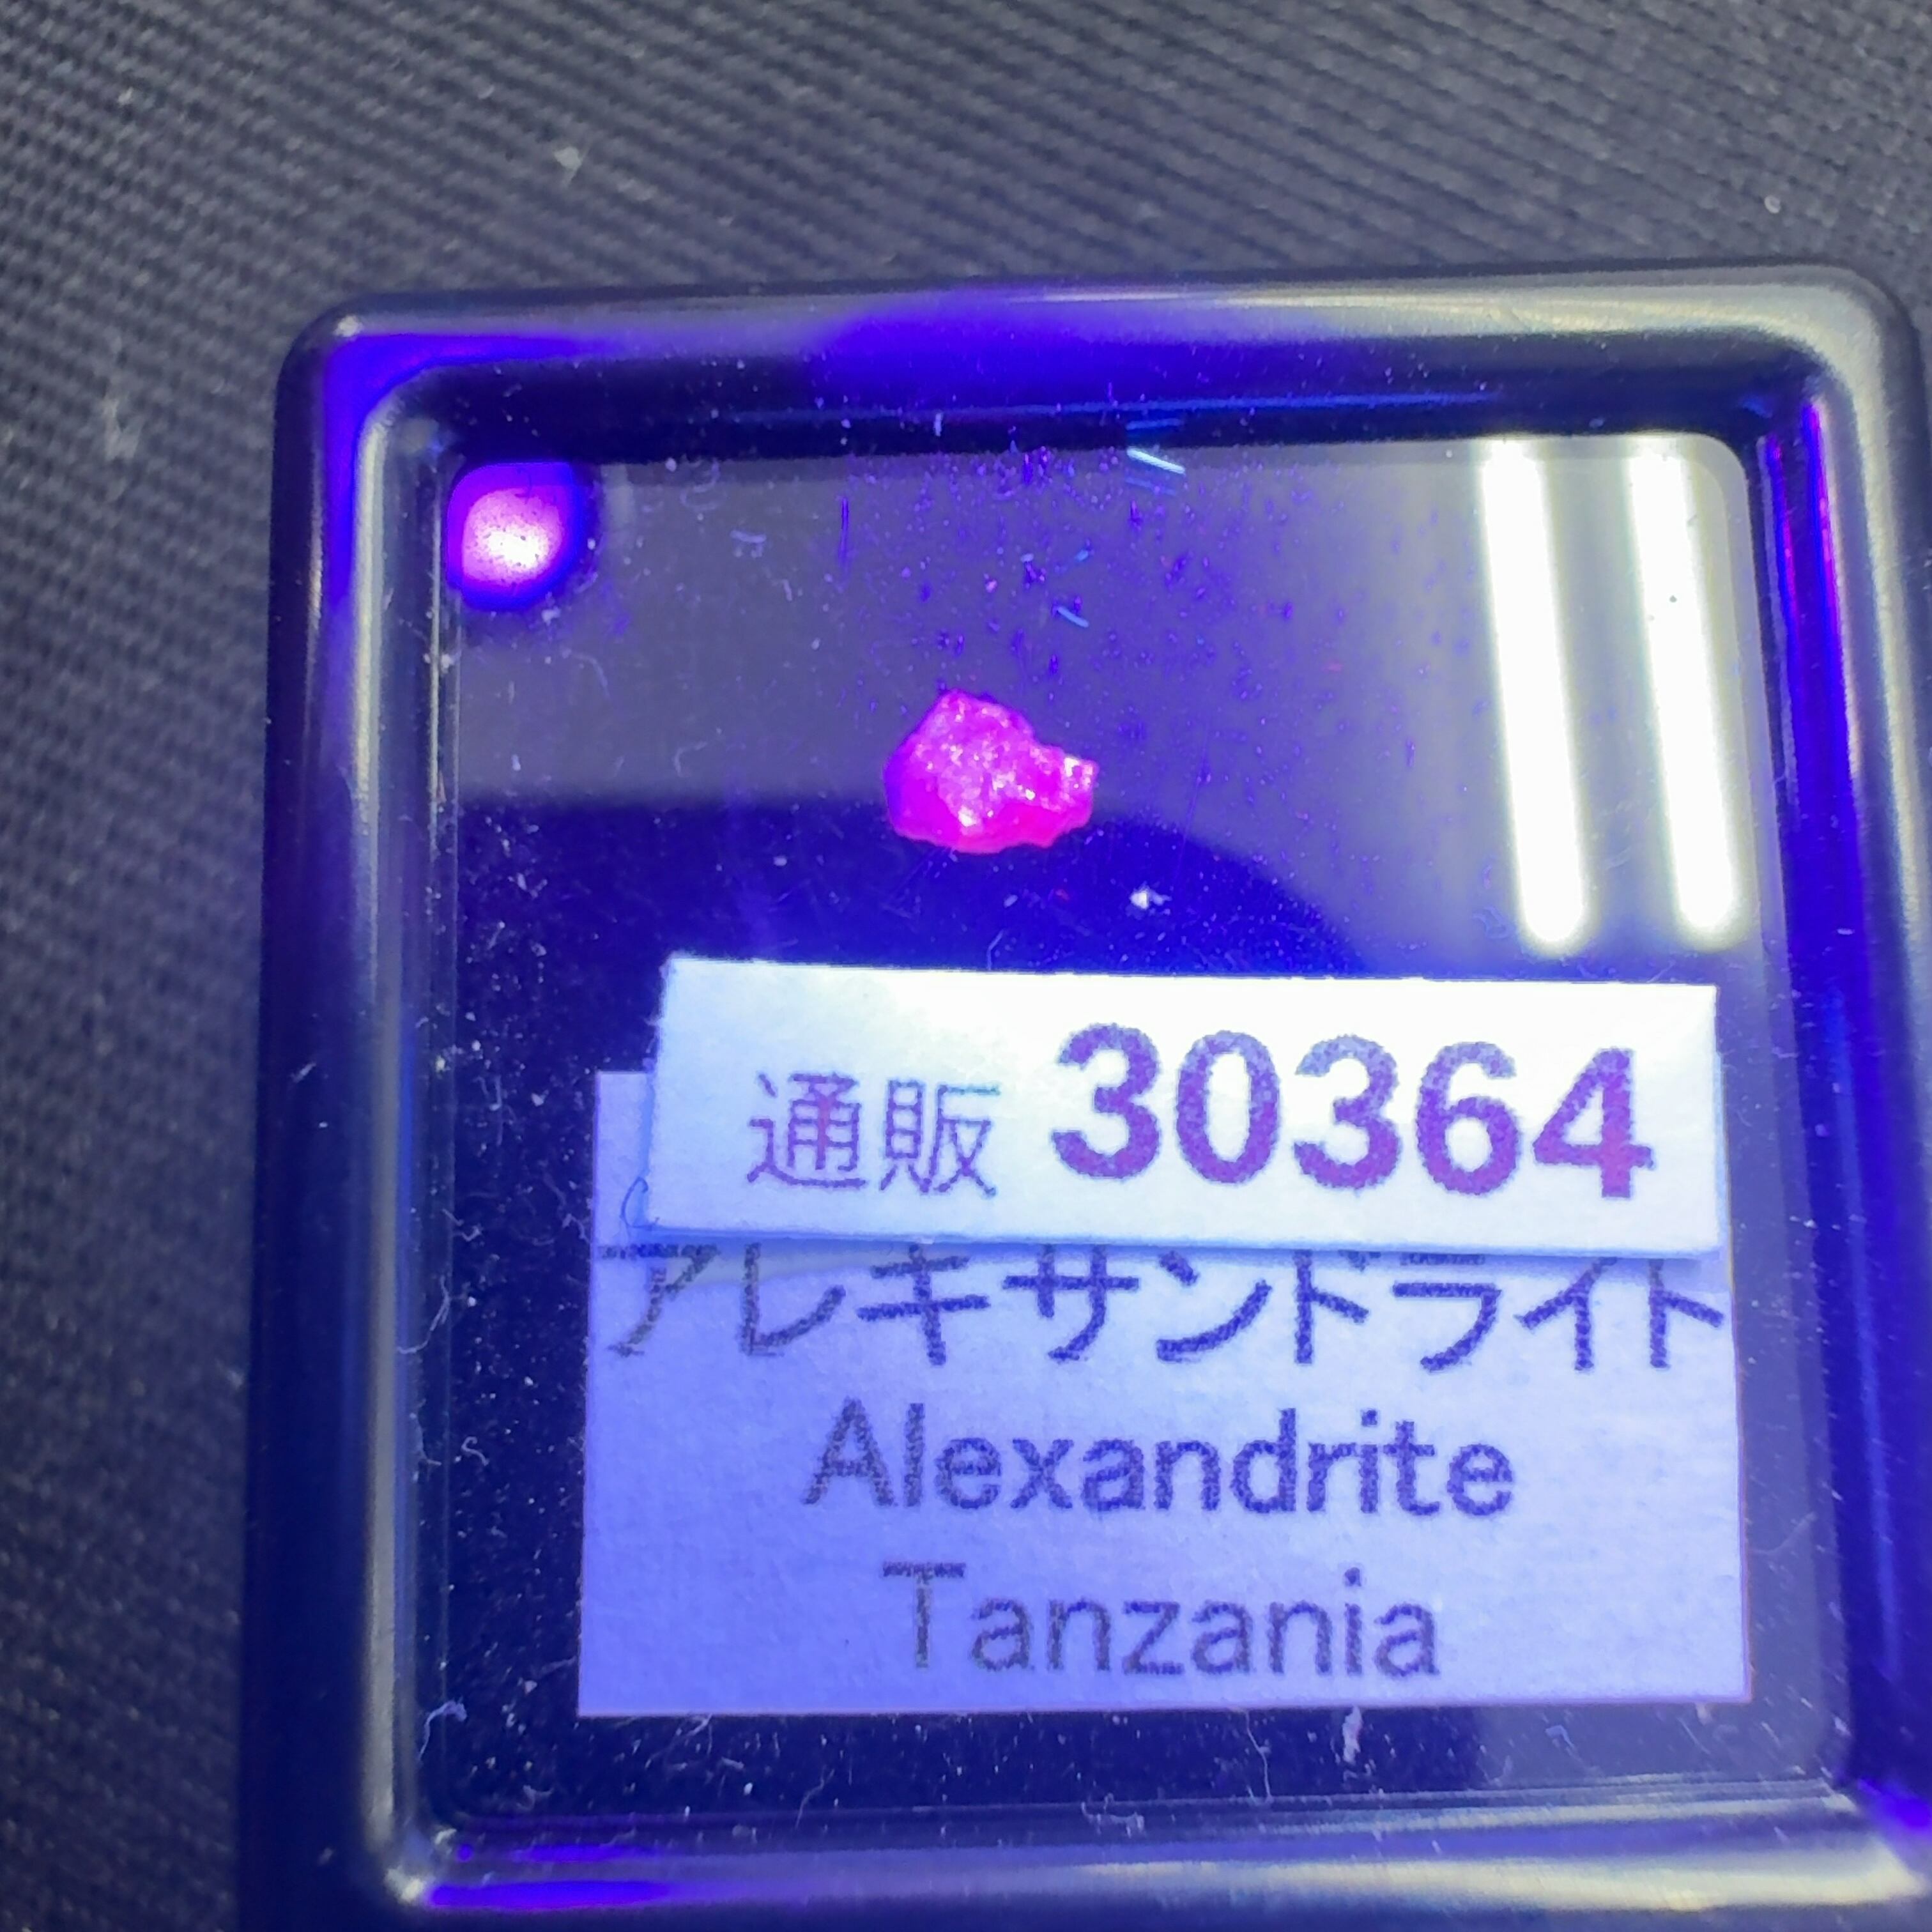 通販 30364
アレキサンドライト
Alexandrite
Tanzania